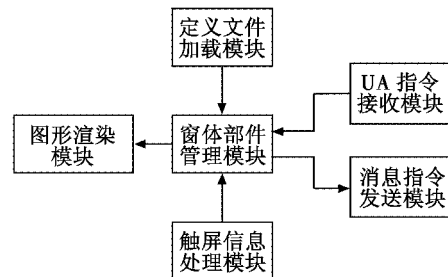 定义文件
加载模块
UA 指令
接收模块
图形渲染
模块
窗体部件
管理模块
消息指令
发送模块
触屏信息
处理模块